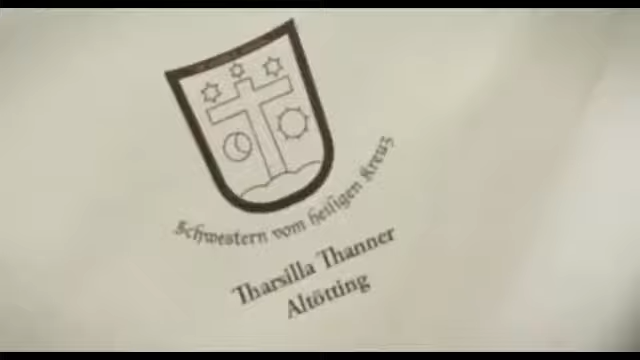 Schwestern vom heiligen Kreuz
Tharsilla Thanner
Altötting